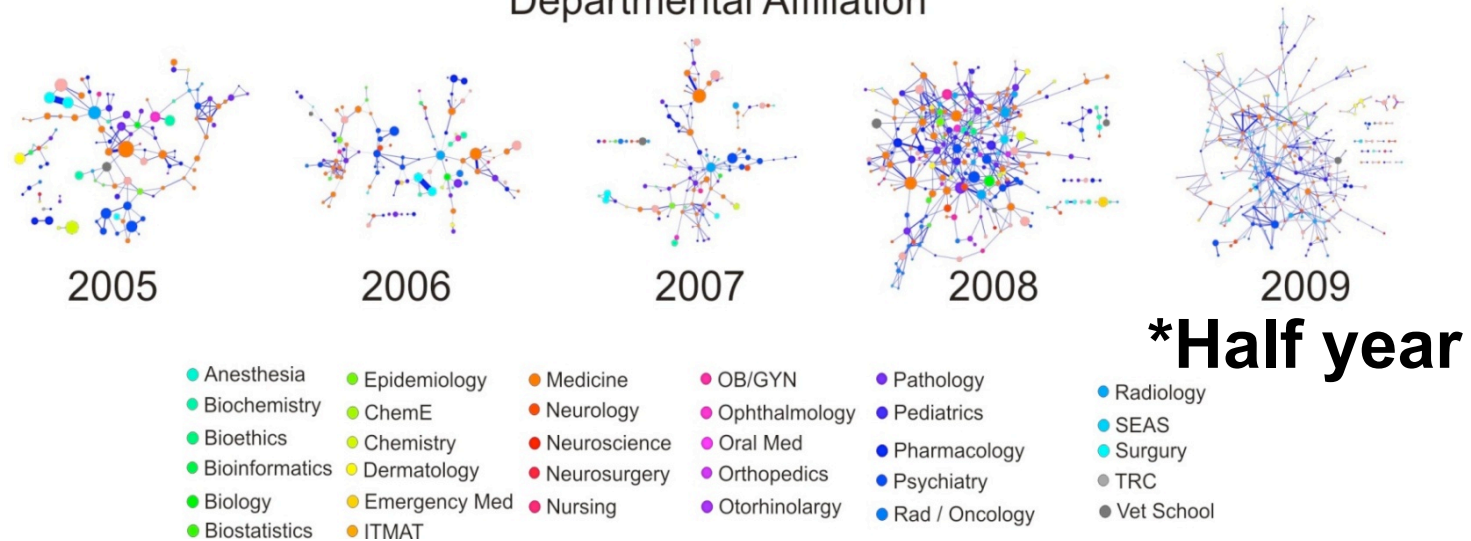 Departmental Affiliation
2005 2006 2007 2008 2009
*Half year
Anesthesia
Biochemistry
Bioethics
Bioinformatics
Biology
Biostatistics
Epidemiology
ChemE
Chemistry
Dermatology
Emergency Med
ITMAT
Medicine
Neurology
Neuroscience
Neurosurgery
Nursing
OB/GYN
Ophthalmology
Oral Med
Orthopedics
Otorhinolargy
Pathology
Pediatrics
Pharmacology
Psychiatry
Rad / Oncology
Radiology
SEAS
Surgury
TRC
Vet School